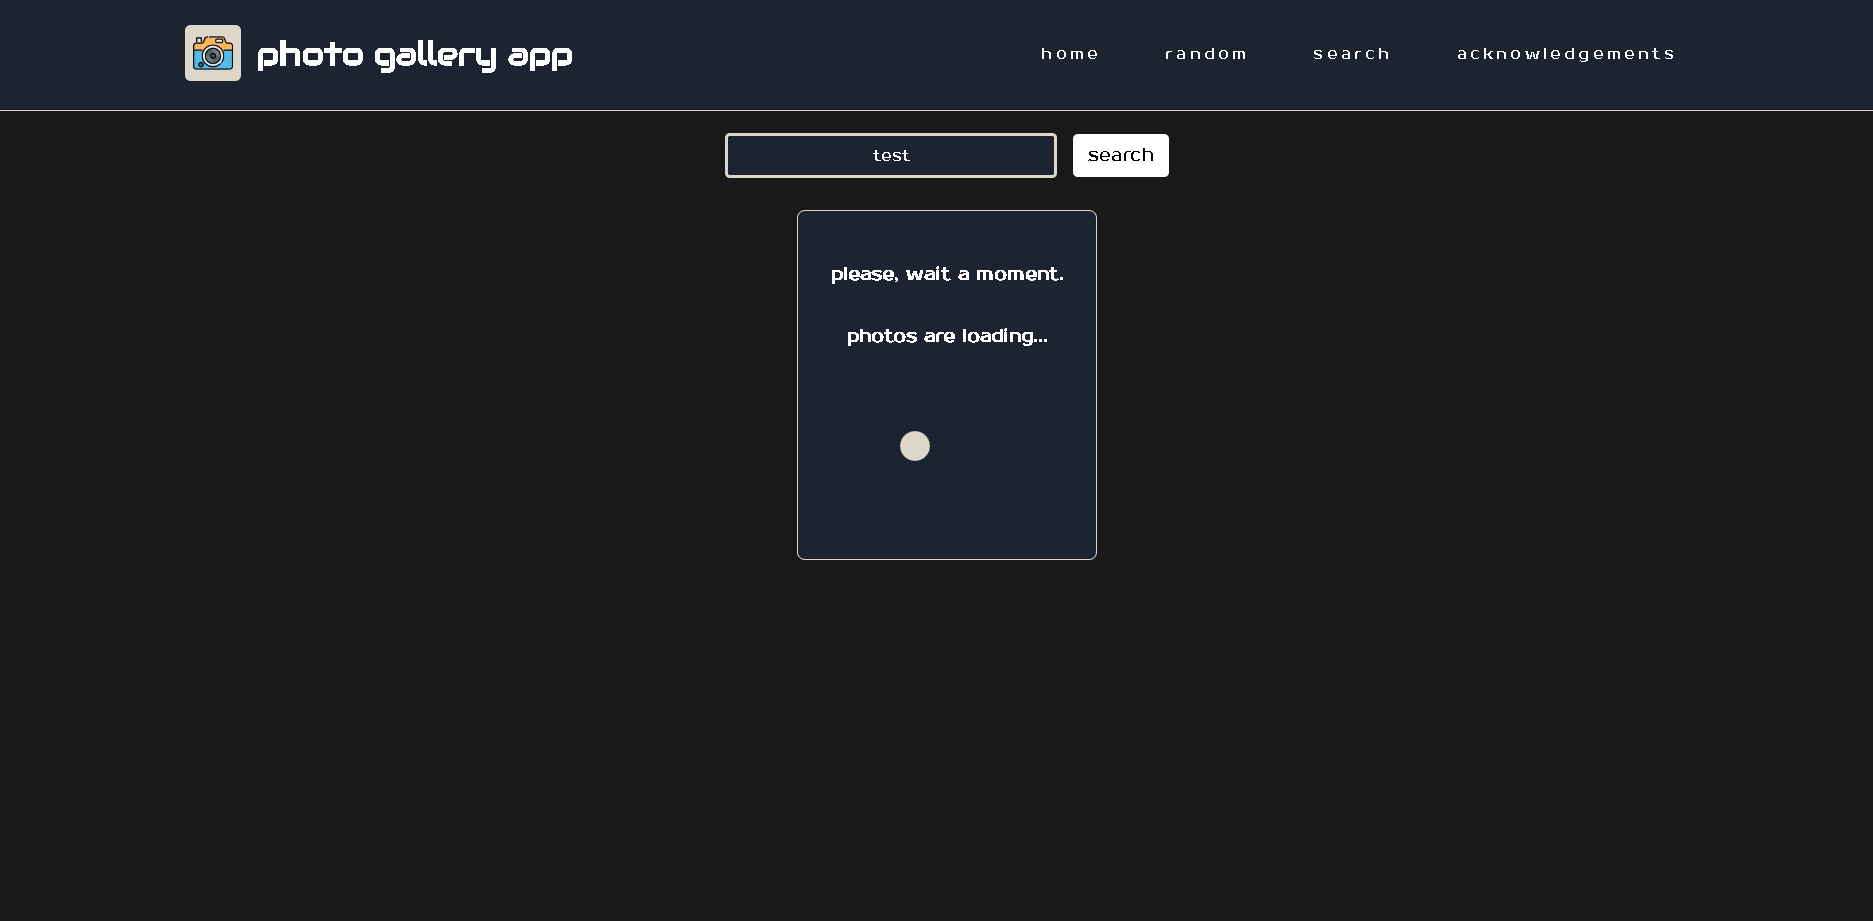 photo gallery app
home random search acknowledgements
test search
please, wait a moment.
photos are loading...